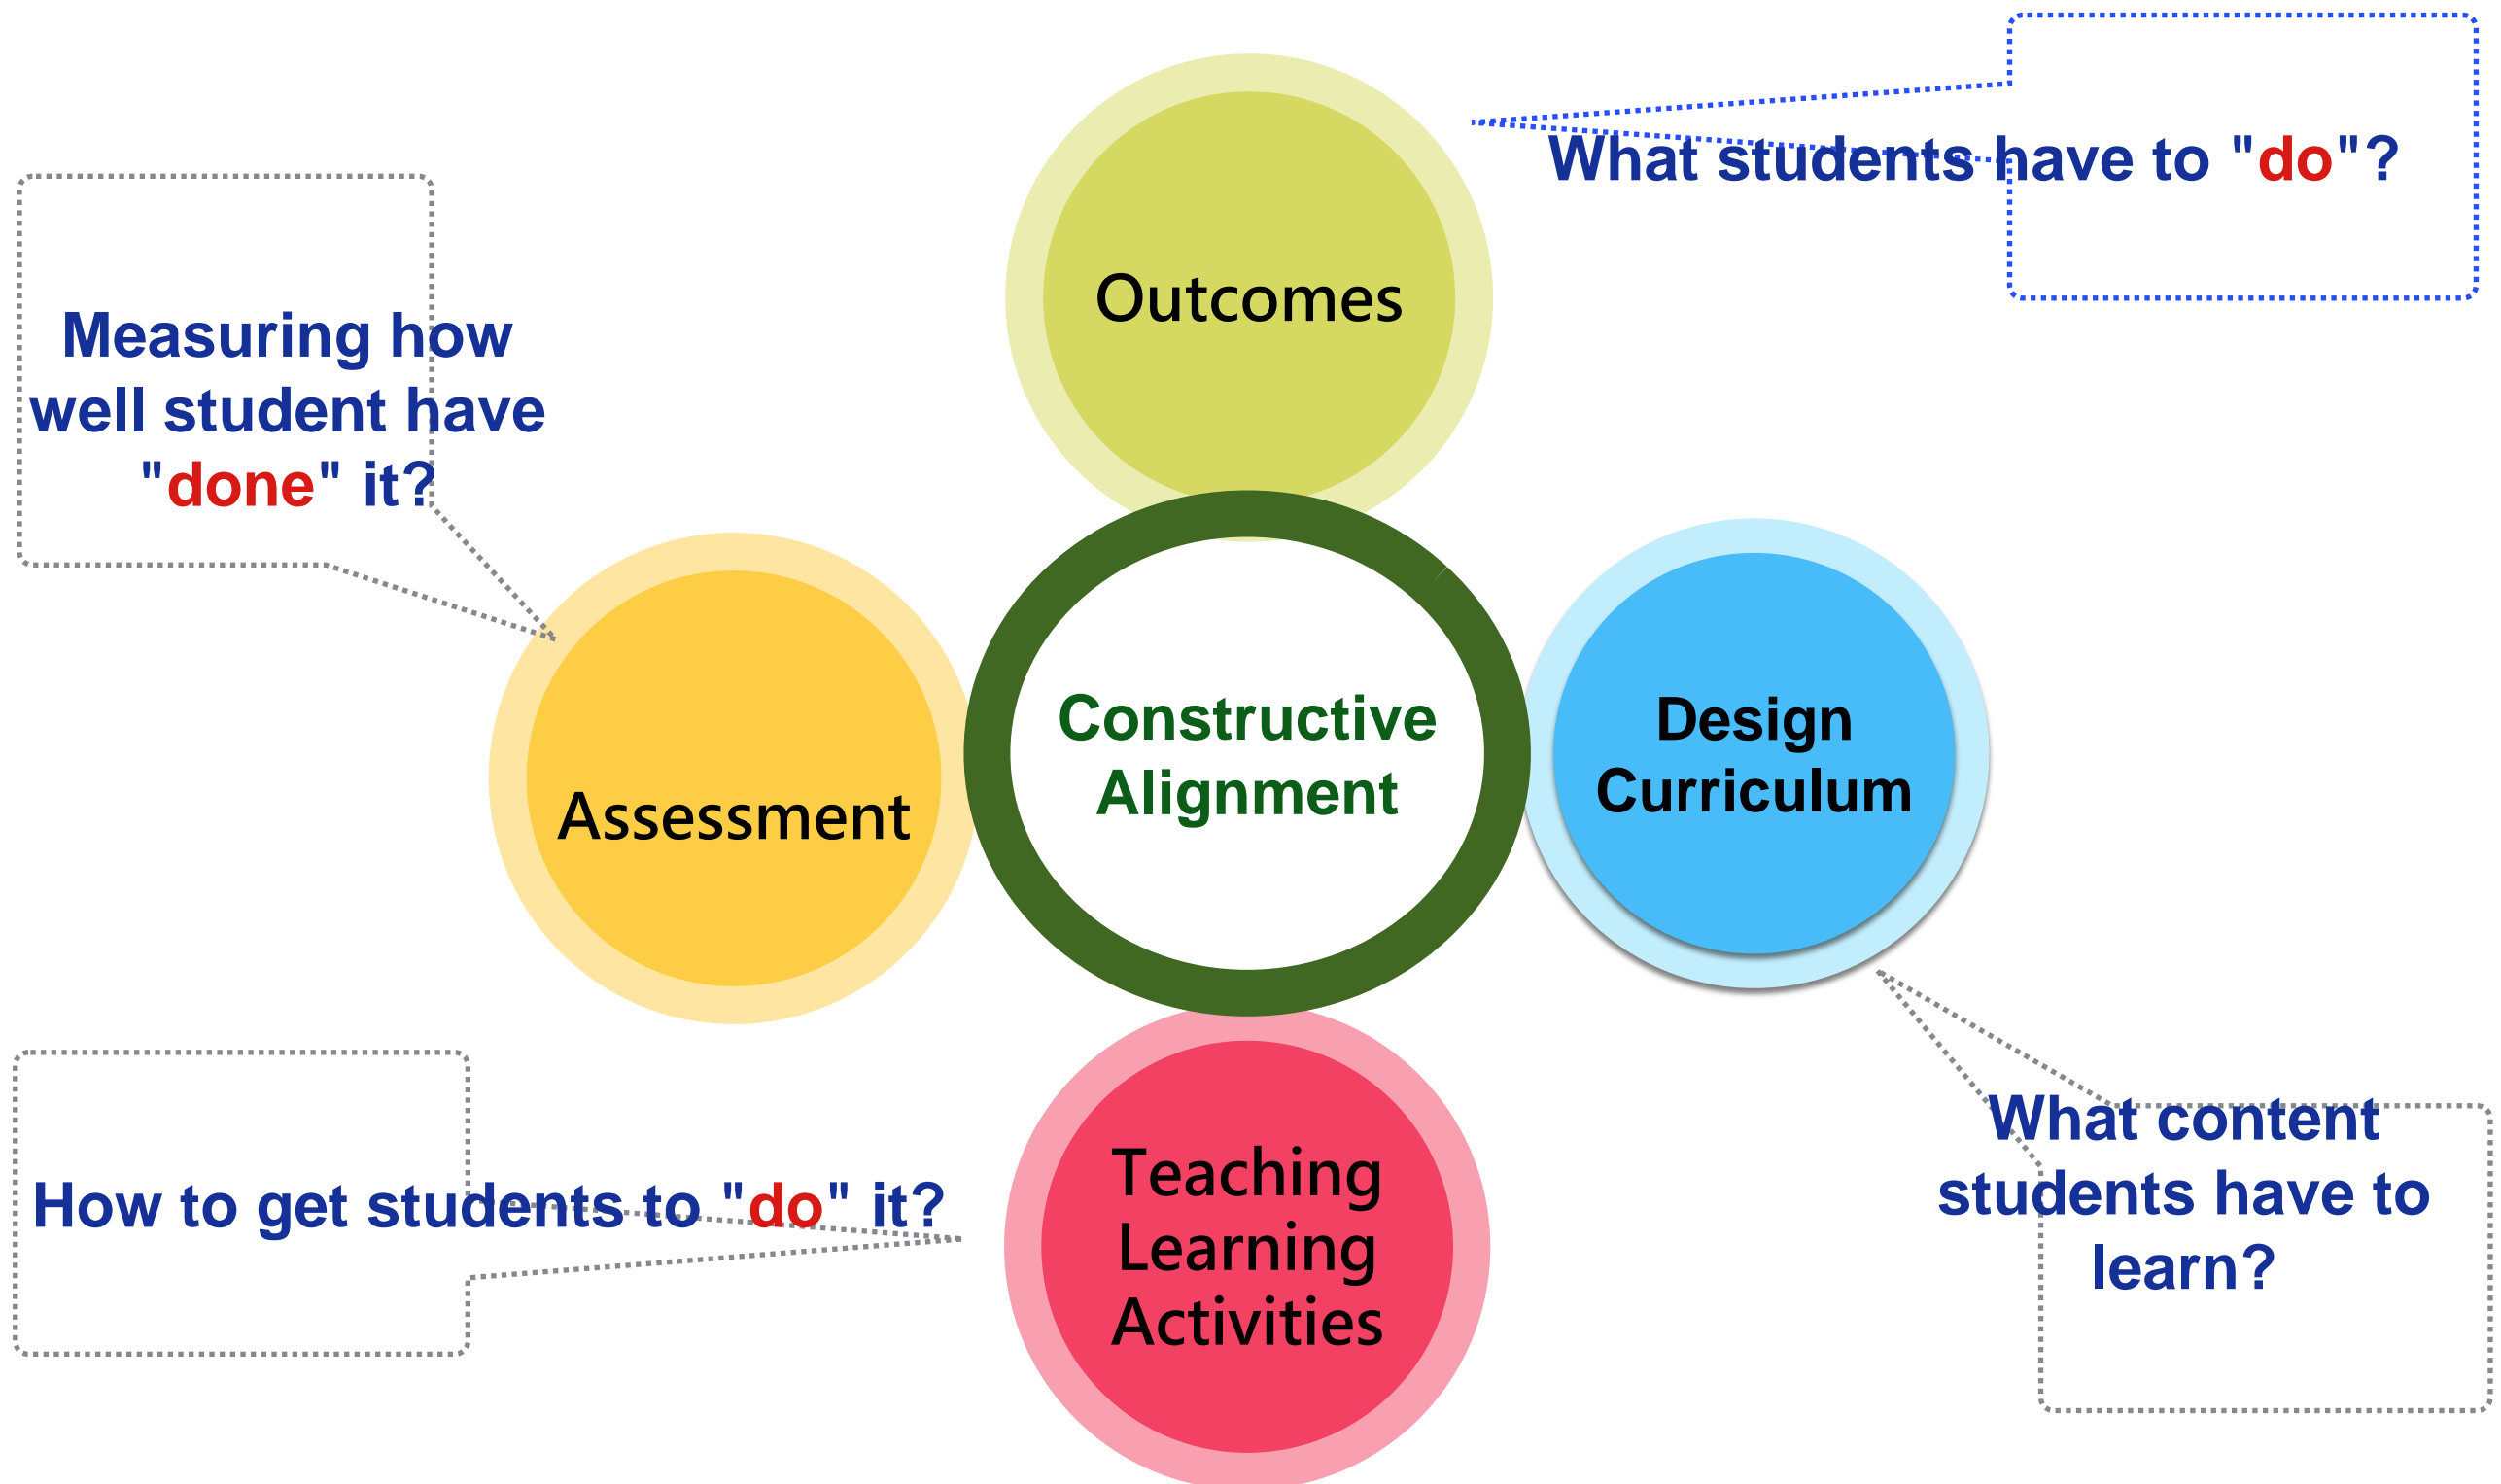 What students have to "do"?
Outcomes
Measuring how
well student have
"done" it?
Constructive
Alignment
Design
Curriculum
Assessment
What content
students have to
learn?
How to get students to "do" it?
Teaching
Learning
Activities